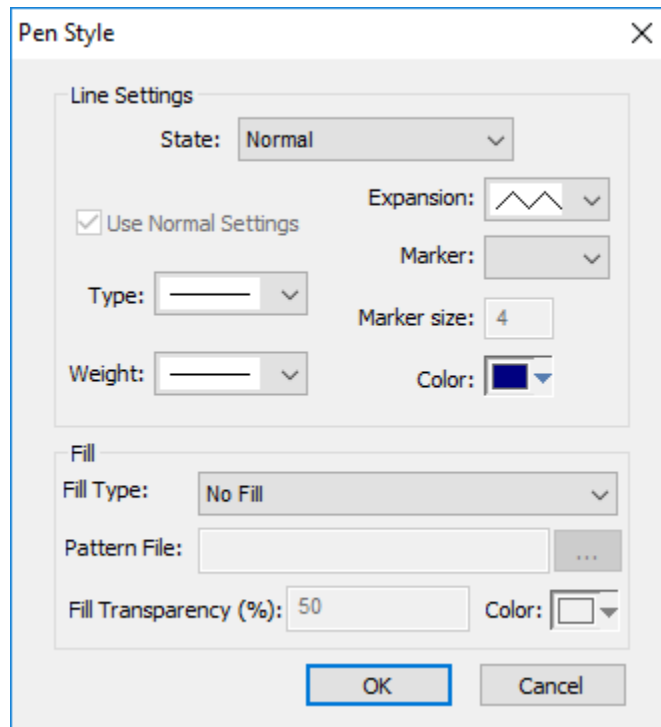 Pen Style
Line Settings
State: Normal
Expansion:
Use Normal Settings
Marker:
Type:
Marker size: 4
Weight:
Color:
Fill
Fill Type: No Fill
Pattern File: ...
Fill Transparency (%): 50 Color:
OK Cancel